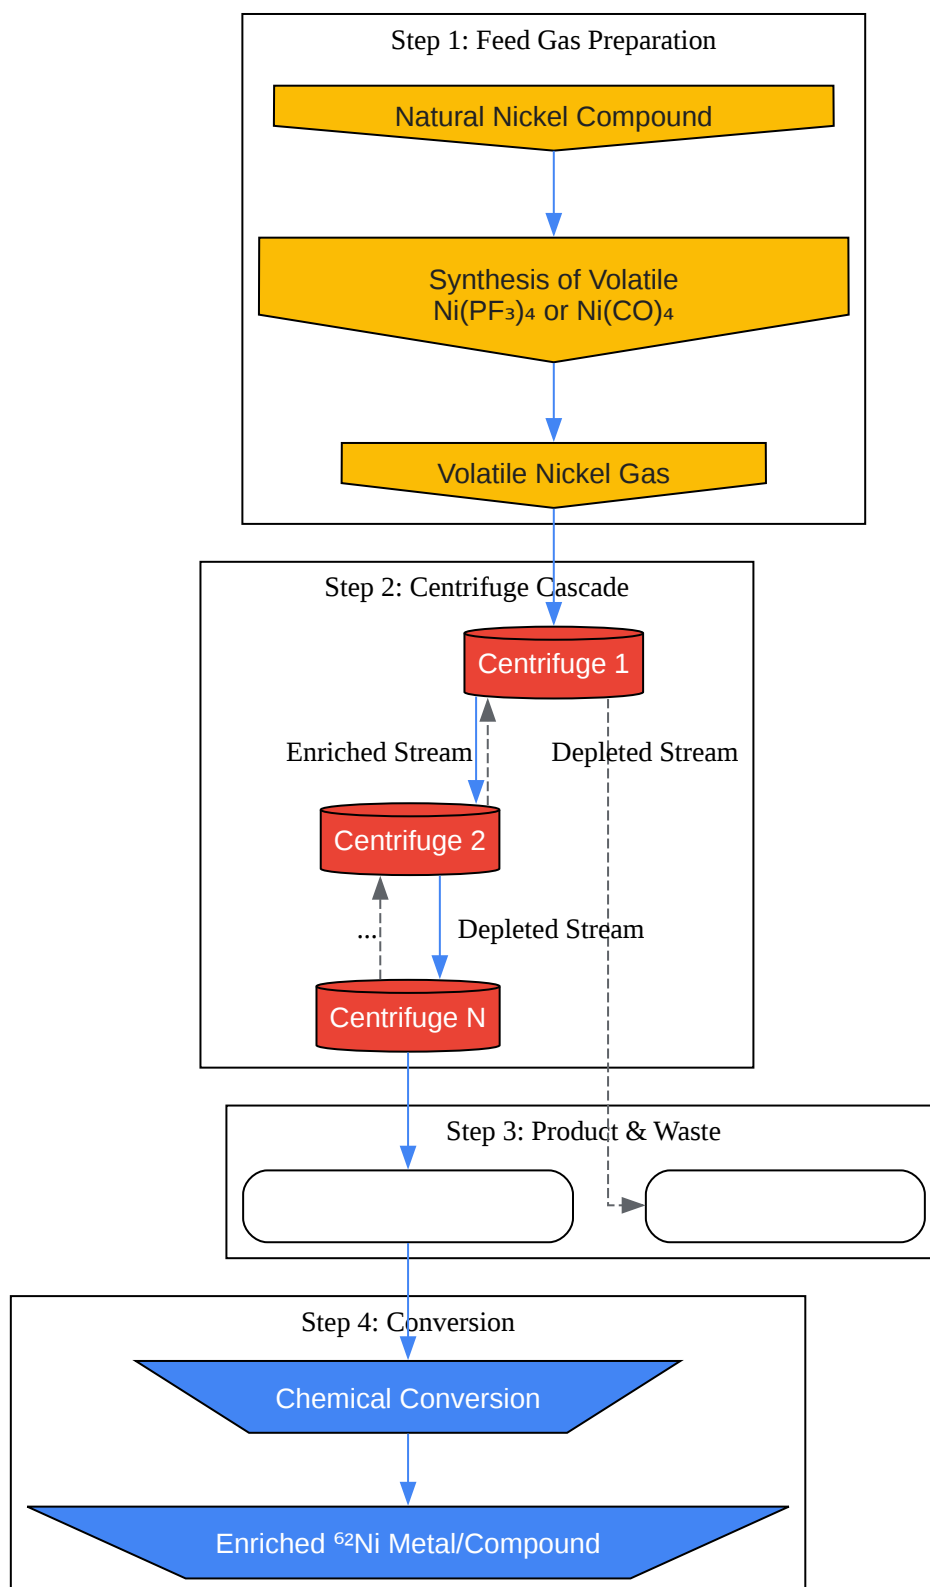 Step 1: Feed Gas Preparation
Natural Nickel Compound
Synthesis of Volatile
Ni(PF₃)₄ or Ni(CO)₄
Volatile Nickel Gas
Step 2: Centrifuge Cascade
Centrifuge 1
Enriched Stream
Depleted Stream
Centrifuge 2
...
Depleted Stream
Centrifuge N
Step 3: Product & Waste
Step 4: Conversion
Chemical Conversion
Enriched ⁶²Ni Metal/Compound